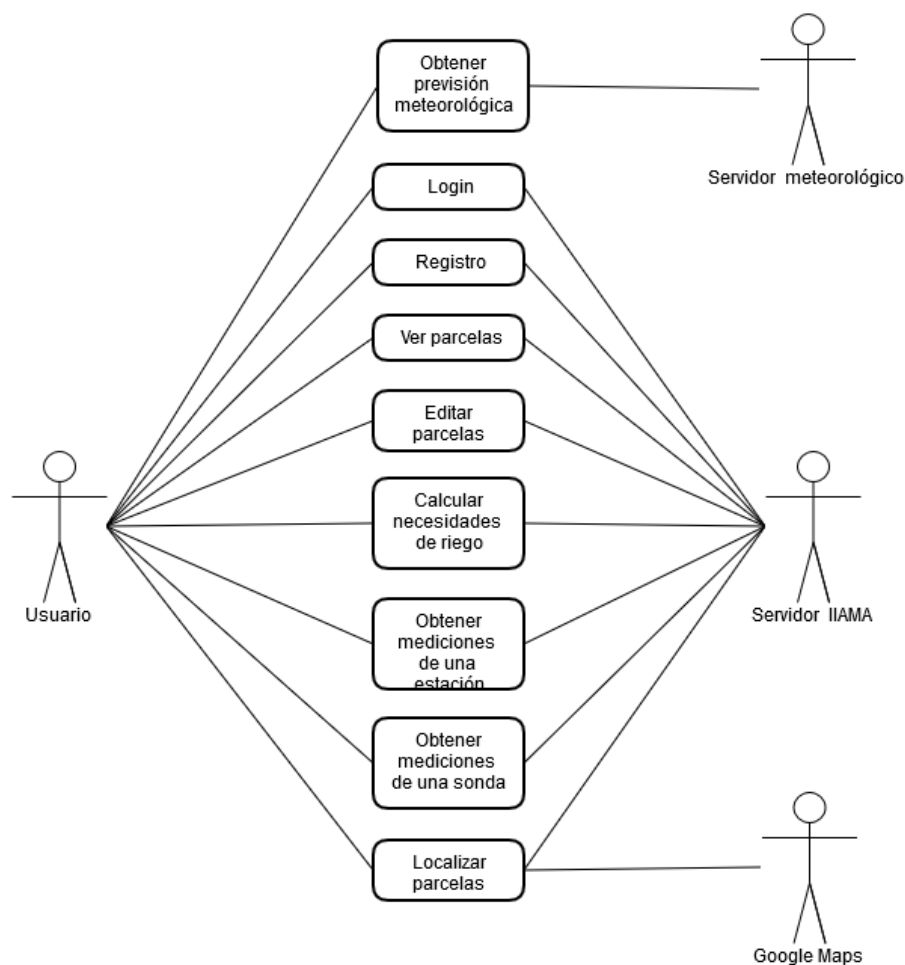 Obtener
previsión
meteorológica
Servidor meteorológico
Login
Registro
Ver parcelas
Editar
parcelas
Calcular
necesidades
de riego
Usuario
Servidor IIAMA
Obtener
mediciones
de una
estación
Obtener
mediciones
de una sonda
Localizar
parcelas
Google Maps